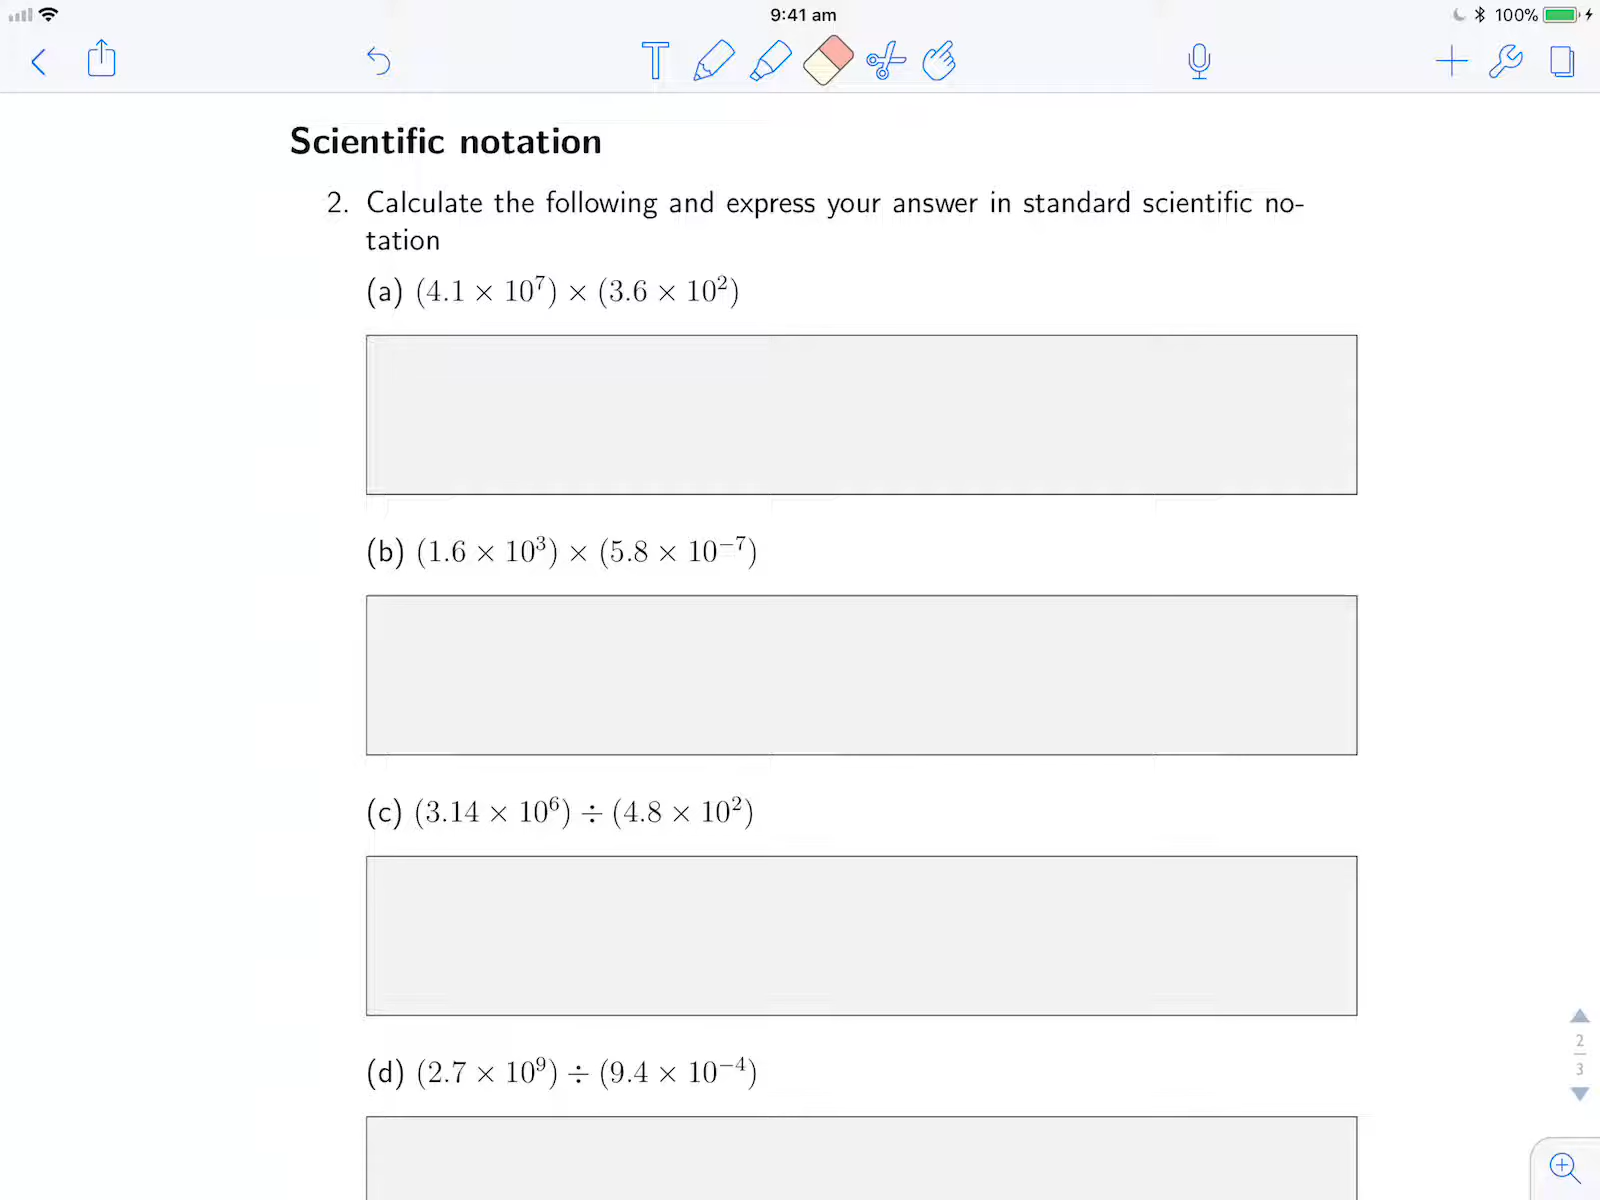 9:41 am
100%
T
Scientific notation
2. Calculate the following and express your answer in standard scientific no-
tation
(a) (4.1 × 10⁷) × (3.6 × 10²)
(b) (1.6 × 10³) × (5.8 × 10⁻⁷)
(c) (3.14 × 10⁶) ÷ (4.8 × 10²)
(d) (2.7 × 10⁹) ÷ (9.4 × 10⁻⁴)
2
3